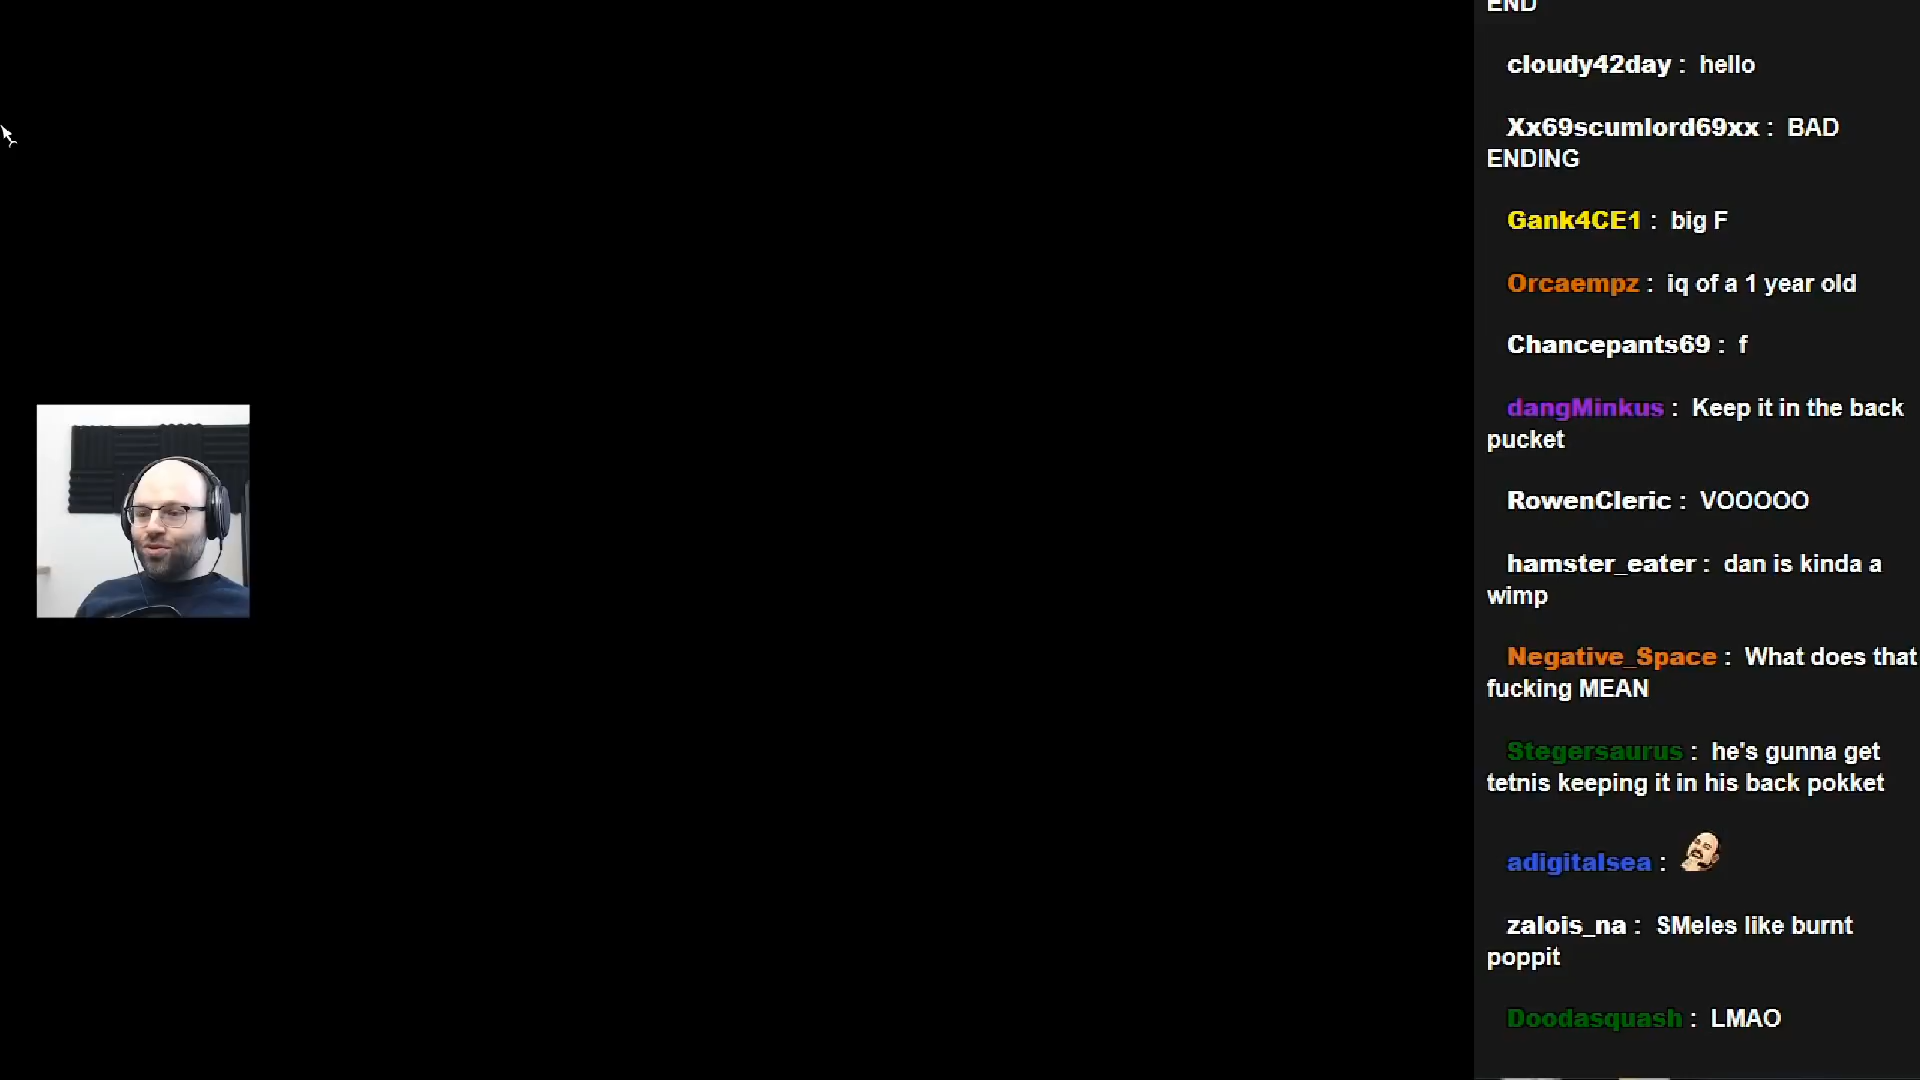 END
cloudy42day : hello
Xx69scumlord69xx : BAD
ENDING
Gank4CE1 : big F
Orcaempz : iq of a 1 year old
Chancepants69 : f
dangMinkus : Keep it in the back
pucket
RowenCleric : VOOOOO
hamster_eater : dan is kinda a
wimp
Negative_Space : What does that
fucking MEAN
Stegersaurus : he's gunna get
tetnis keeping it in his back pokket
adigitalsea :
zalois_na : SMeles like burnt
poppit
Doodasquash : LMAO